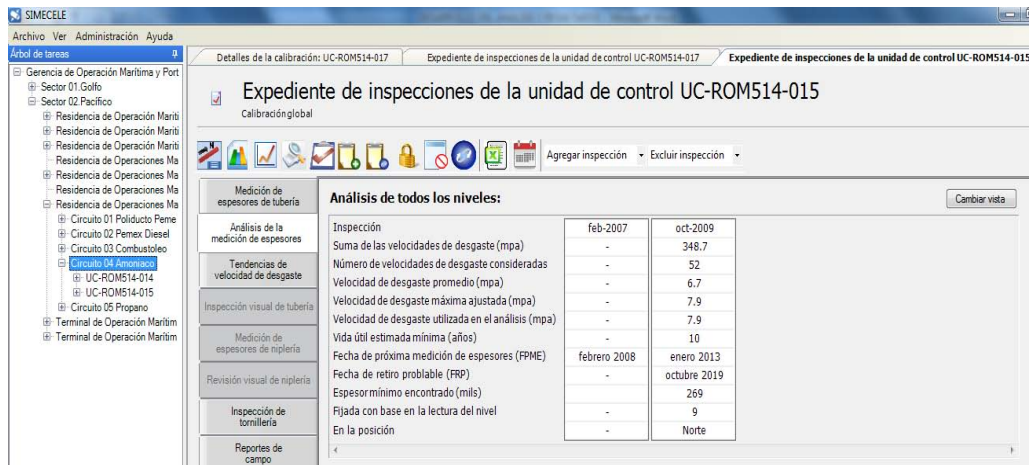 SIMECELE
Archivo Ver Administración Ayuda
Árbol de tareas
Gerencia de Operación Marítima y Port
Sector 01.Golfo
Sector 02.Pacífico
Residencia de Operación Mariti
Residencia de Operación Mariti
Residencia de Operación Mariti
Residencia de Operaciones Ma
Residencia de Operaciones Ma
Residencia de Operaciones Ma
Residencia de Operaciones Ma
Circuito 01 Poliducto Peme
Circuito 02 Pemex Diesel
Circuito 03 Combustoleo
Circuito 04 Amoniaco
UC-ROM514-014
UC-ROM514-015
Circuito 05 Propano
Terminal de Operación Marítim
Terminal de Operación Marítim
Detalles de la calibración: UC-ROM514-017
Expediente de inspecciones de la unidad de control UC-ROM514-017
Expediente de inspecciones de la unidad de control UC-ROM514-015
Expediente de inspecciones de la unidad de control UC-ROM514-015
Calibración global
Agregar inspección Excluir inspección
Medición de
espesores de tubería
Análisis de la
medición de espesores
Tendencias de
velocidad de desgaste
Inspección visual de tubería
Medición de
espesores de niplería
Revisión visual de niplería
Inspección de
tornillería
Reportes de
campo
Análisis de todos los niveles:
Cambiar vista
Inspección feb-2007 oct-2009
Suma de las velocidades de desgaste (mpa) - 348.7
Número de velocidades de desgaste consideradas - 52
Velocidad de desgaste promedio (mpa) - 6.7
Velocidad de desgaste máxima ajustada (mpa) - 7.9
Velocidad de desgaste utilizada en el análisis (mpa) - 7.9
Vida útil estimada mínima (años) - 10
Fecha de próxima medición de espesores (FPME) febrero 2008 enero 2013
Fecha de retiro problable (FRP) - octubre 2019
Espesor mínimo encontrado (mils) 269
Fijada con base en la lectura del nivel - 9
En la posición - Norte